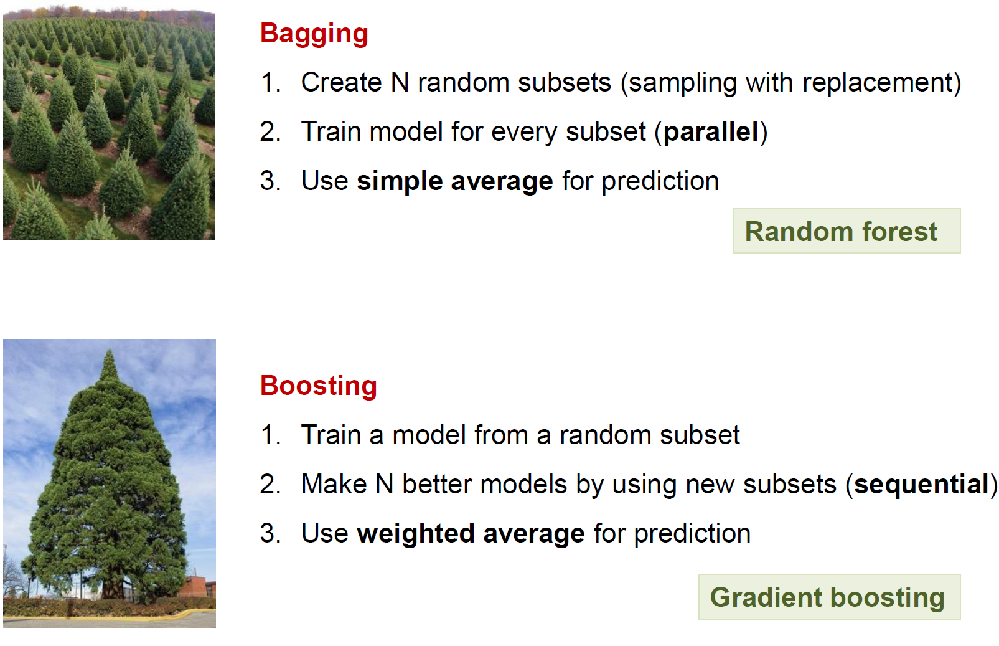 Bagging
1. Create N random subsets (sampling with replacement)
2. Train model for every subset (parallel)
3. Use simple average for prediction
Random forest
Boosting
1. Train a model from a random subset
2. Make N better models by using new subsets (sequential)
3. Use weighted average for prediction
Gradient boosting